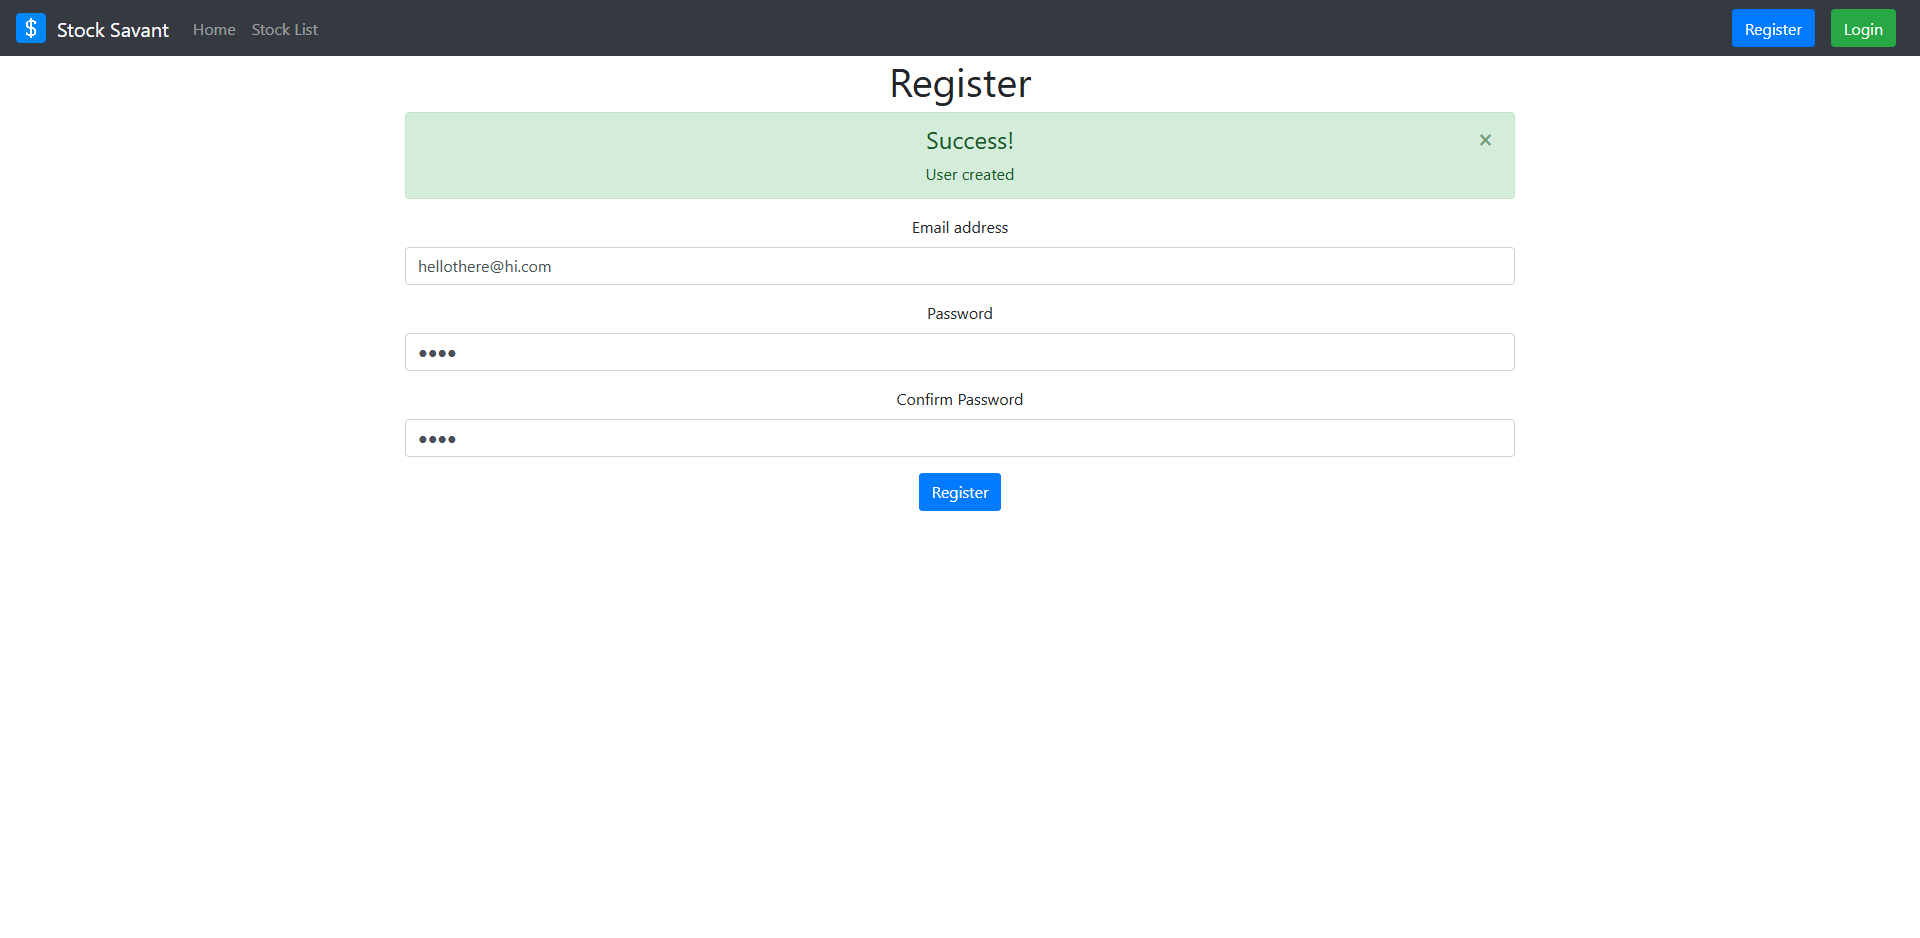 $ Stock Savant Home Stock List Register Login
Register
Success! ×
User created
Email address
hellothere@hi.com
Password
••••
Confirm Password
••••
Register